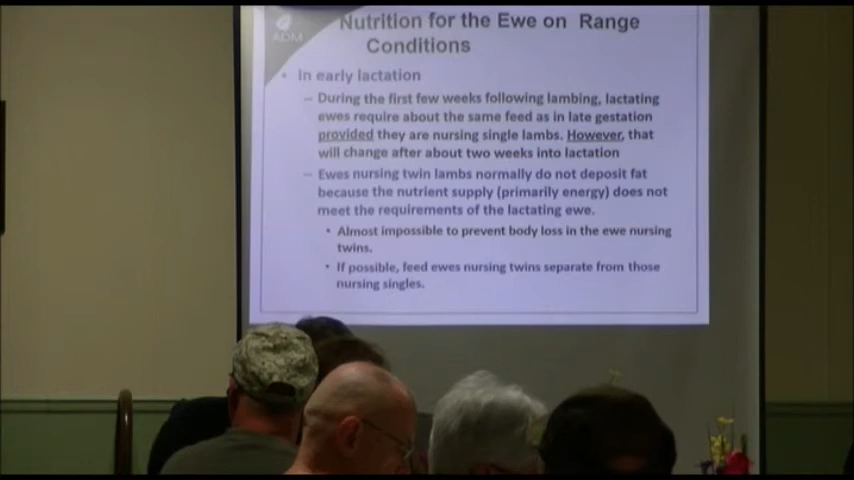 ADM
Nutrition for the Ewe on Range
Conditions
• In early lactation
– During the first few weeks following lambing, lactating
ewes require about the same feed as in late gestation
provided they are nursing single lambs. However, that
will change after about two weeks into lactation
– Ewes nursing twin lambs normally do not deposit fat
because the nutrient supply (primarily energy) does not
meet the requirements of the lactating ewe.
• Almost impossible to prevent body loss in the ewe nursing
twins.
• If possible, feed ewes nursing twins separate from those
nursing singles.